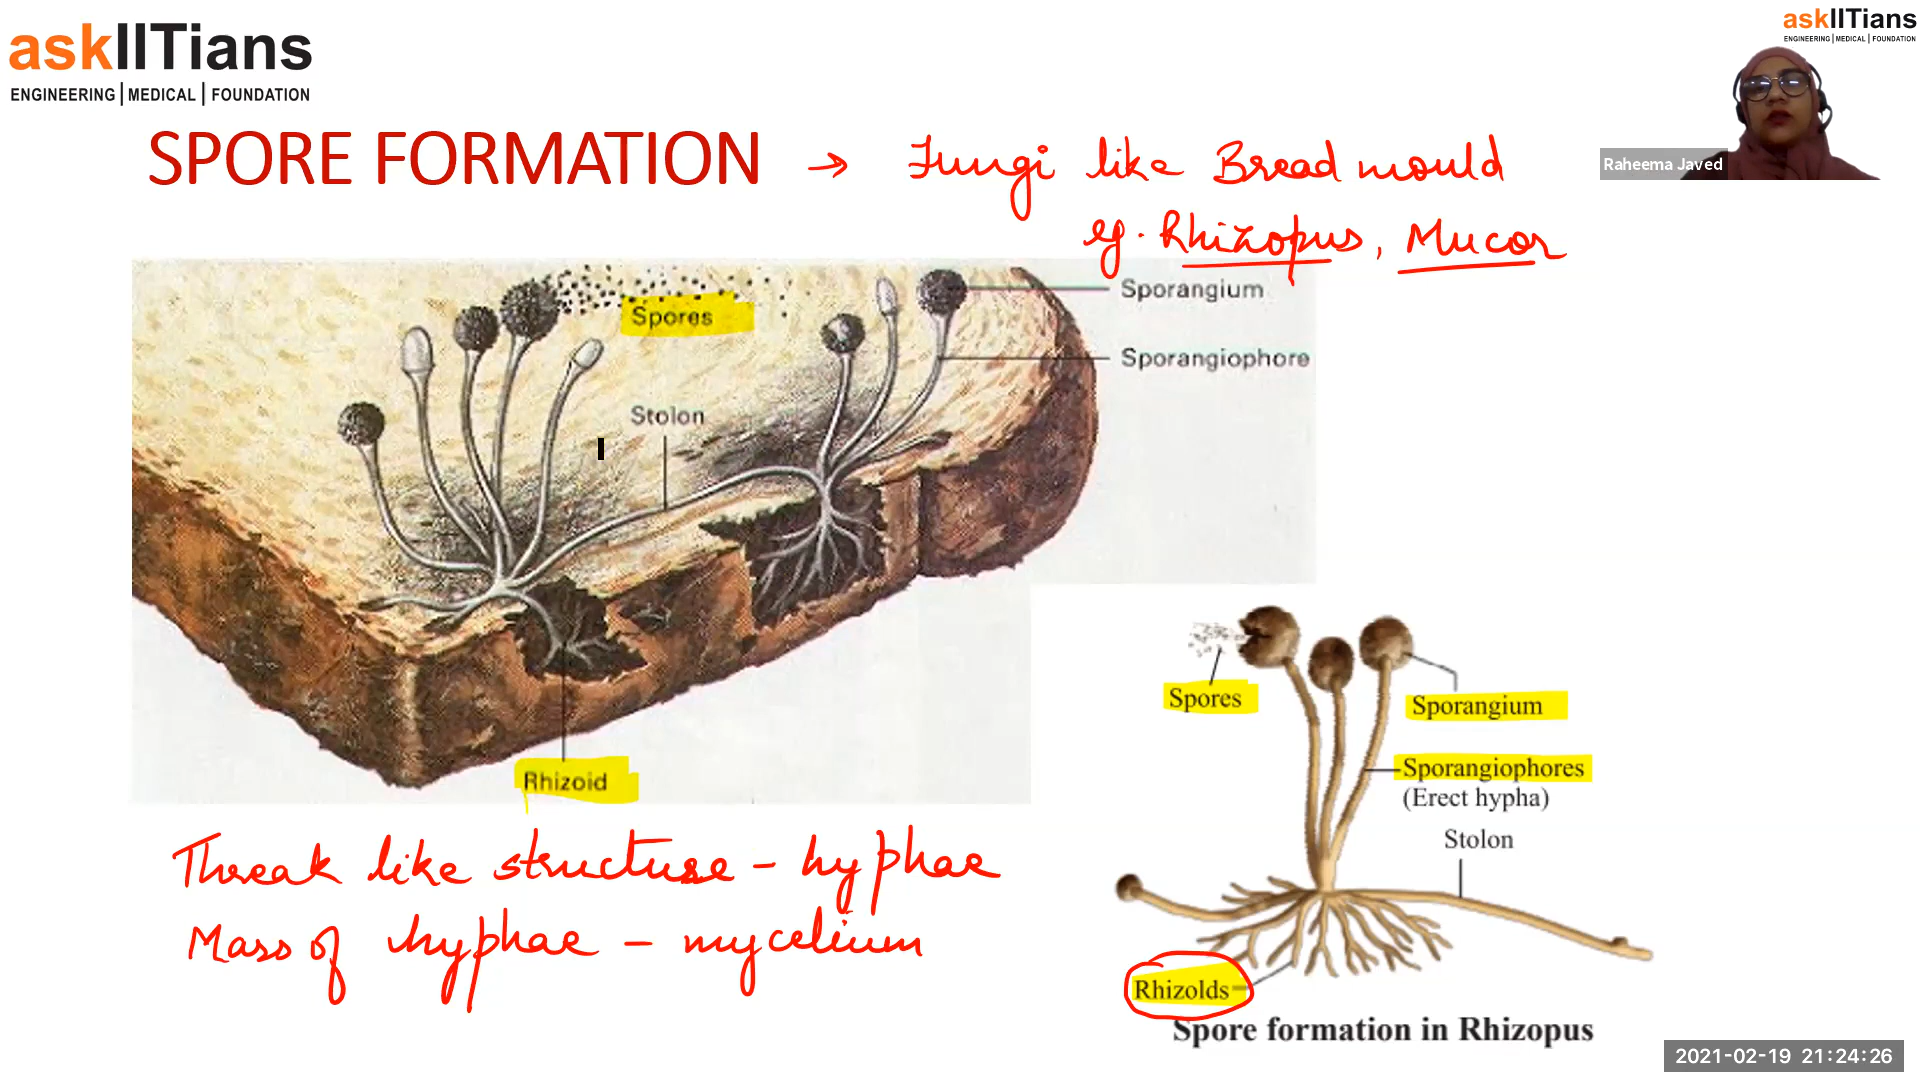 askIITians
ENGINEERING | MEDICAL | FOUNDATION
askIITians
ENGINEERING | MEDICAL | FOUNDATION
Raheema Javed
SPORE FORMATION → Fungi like Bread mould
eg. Rhizopus, Mucor
Spores
Sporangium
Sporangiophore
Stolon
Rhizoid
Threak like structure - hyphae
Mass of hyphae - mycelium
Spores
Sporangium
Sporangiophores
(Erect hypha)
Stolon
Rhizolds
Spore formation in Rhizopus
2021-02-19 21:24:26